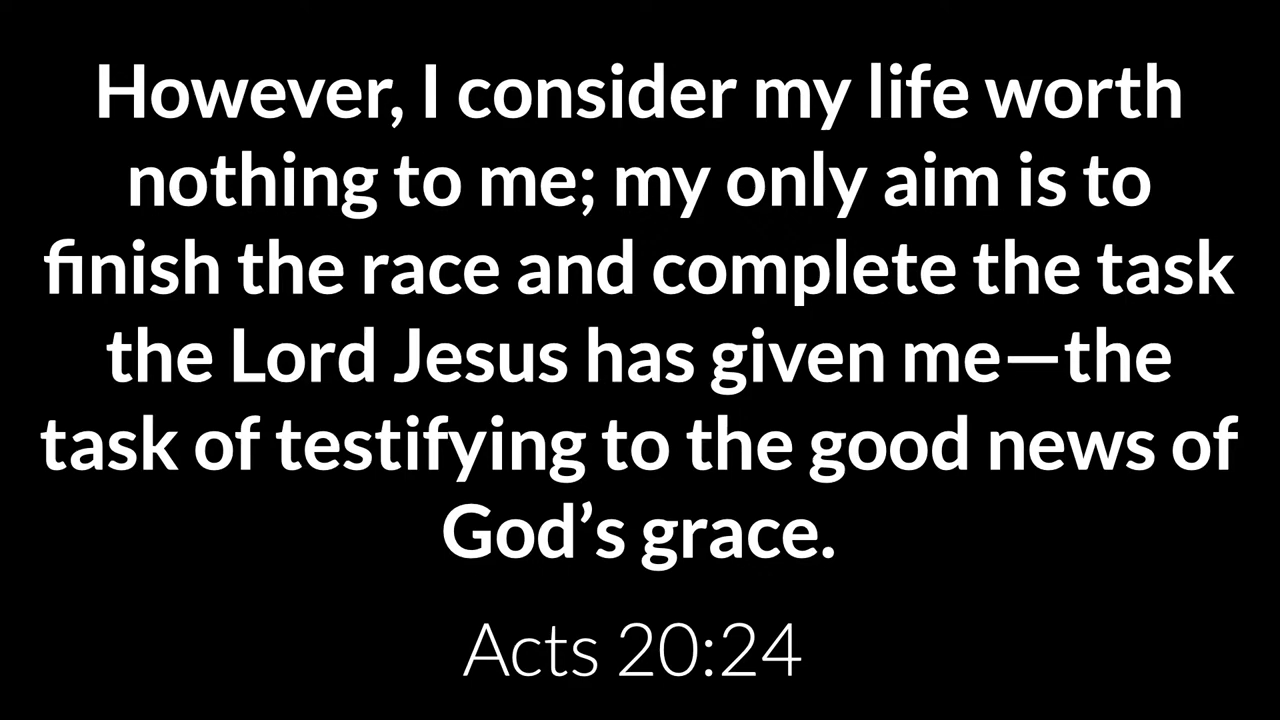 However, I consider my life worth
nothing to me; my only aim is to
finish the race and complete the task
the Lord Jesus has given me—the
task of testifying to the good news of
God’s grace.
Acts 20:24